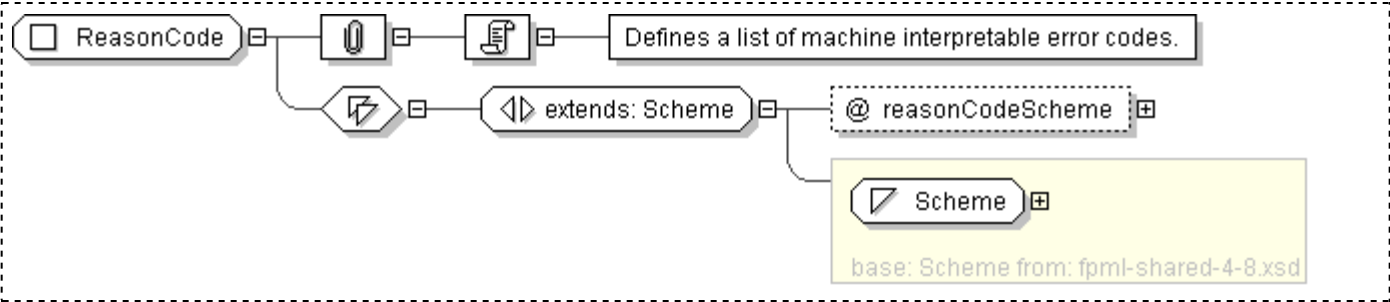 ReasonCode
Defines a list of machine interpretable error codes.
extends: Scheme
@ reasonCodeScheme
Scheme
base: Scheme from: fpml-shared-4-8.xsd